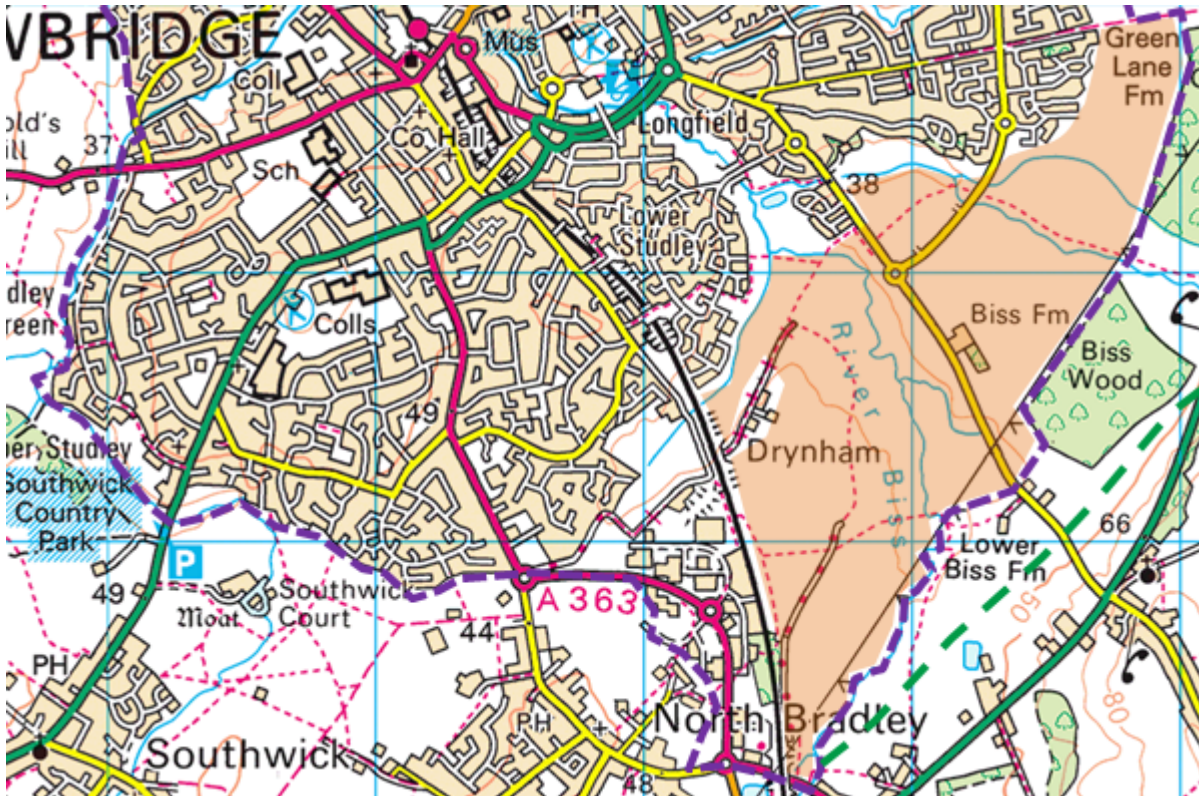 WBRIDGE
TH
Mus
Green
Lane
Fm
Coll
old's
ill
37
Co Hall
Longfield
Sch
38
Lower
Studley
dley
reen
Colls
River Biss
Biss Fm
Biss
Wood
49
Drynham
per Studley
Southwick
Country
Park
66
P
Lower
Biss Fm
49
Moat
Southwick
Court
A 363
50
44
PH
80
PH
North Bradley
Southwick
48